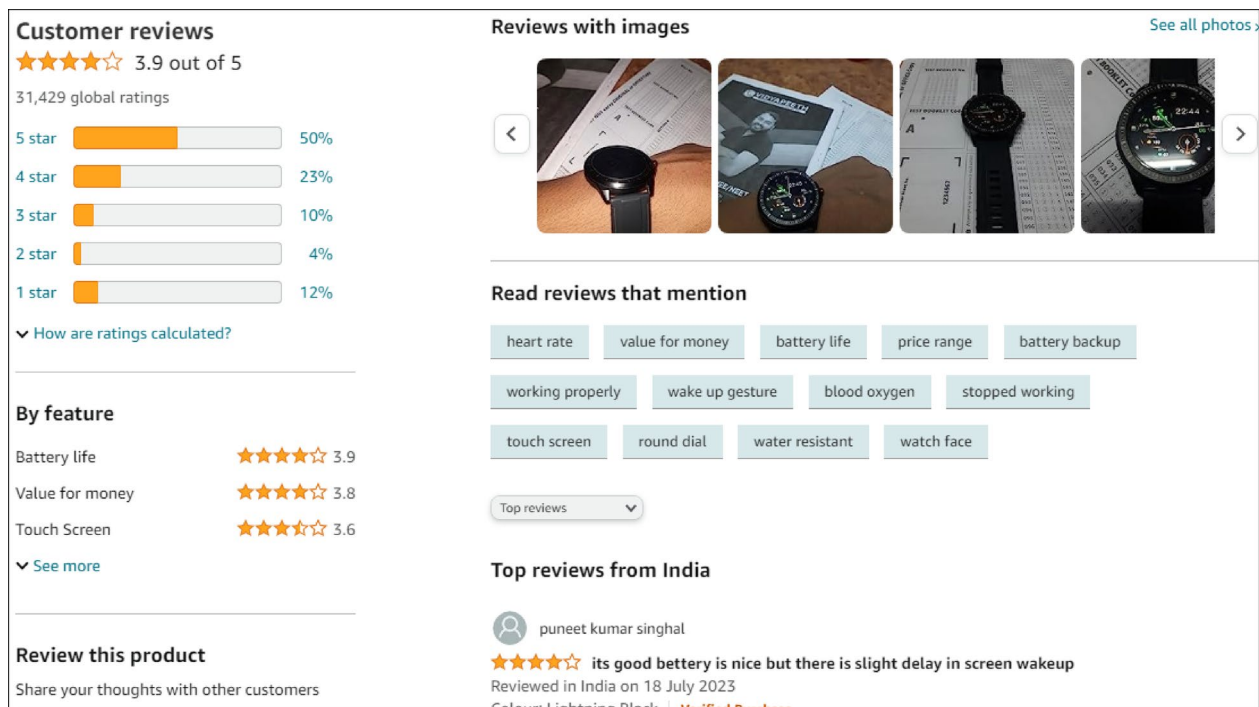 Customer reviews
3.9 out of 5
31,429 global ratings
5 star 50%
4 star 23%
3 star 10%
2 star 4%
1 star 12%
How are ratings calculated?
By feature
Battery life 3.9
Value for money 3.8
Touch Screen 3.6
See more
Review this product
Share your thoughts with other customers
Reviews with images
See all photos
VIDYAPEETH
A
1234567
22:44
Read reviews that mention
heart rate value for money battery life price range battery backup
working properly wake up gesture blood oxygen stopped working
touch screen round dial water resistant watch face
Top reviews
Top reviews from India
puneet kumar singhal
its good bettery is nice but there is slight delay in screen wakeup
Reviewed in India on 18 July 2023